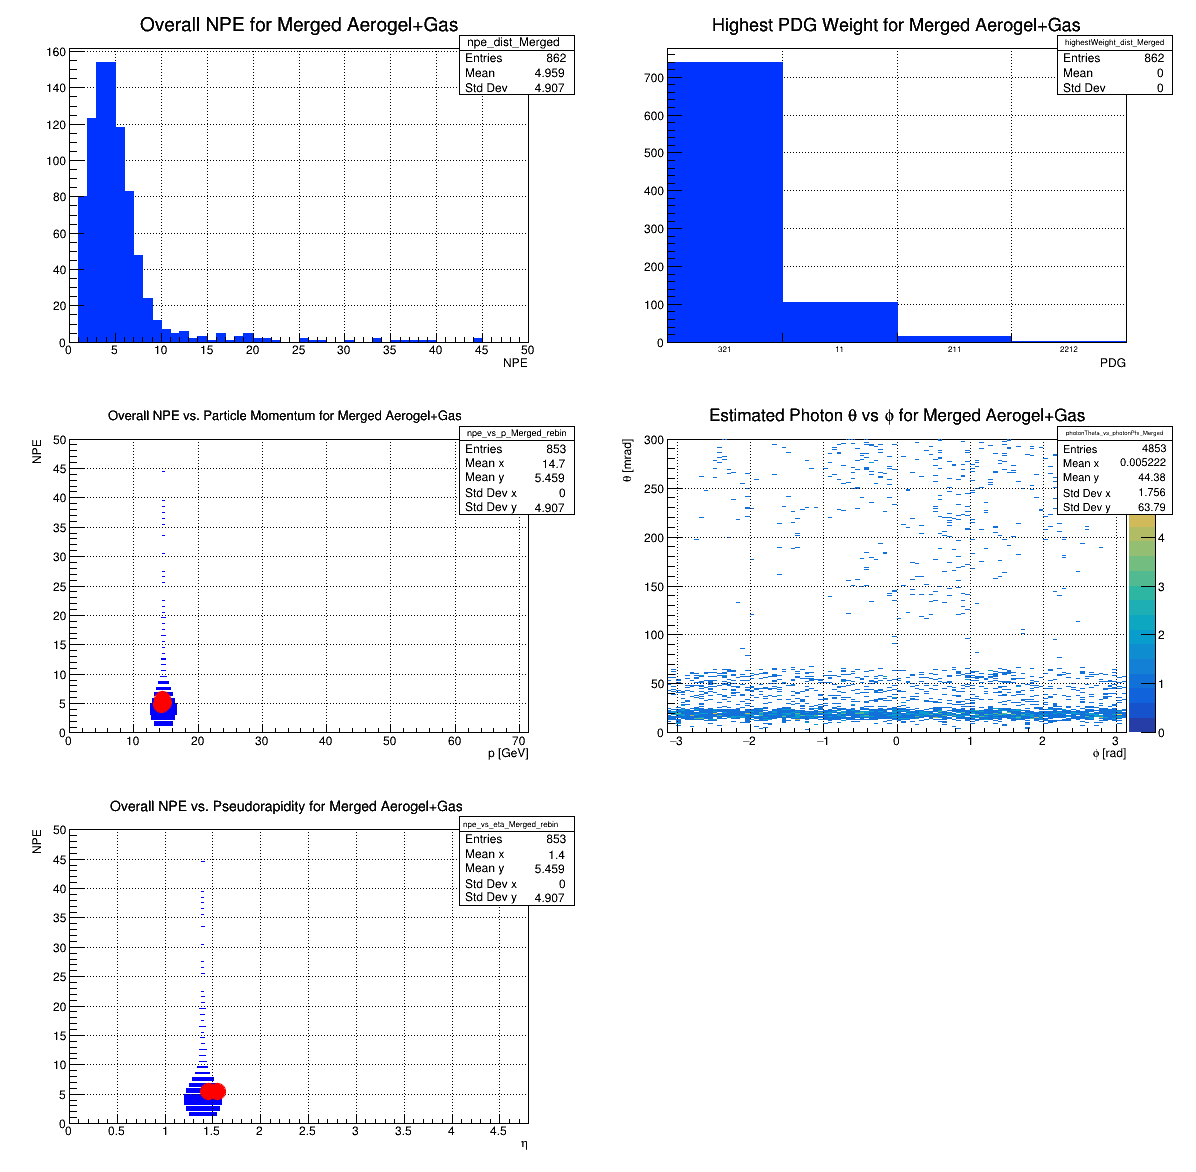 Overall NPE for Merged Aerogel+Gas
npe_dist_Merged
Entries 862
Mean 4.959
Std Dev 4.907
160
140
120
100
80
60
40
20
0
0 5 10 15 20 25 30 35 40 45 50
NPE
Highest PDG Weight for Merged Aerogel+Gas
highestWeight_dist_Merged
Entries 862
Mean 0
Std Dev 0
700
600
500
400
300
200
100
0
321 11 211 2212
PDG
Overall NPE vs. Particle Momentum for Merged Aerogel+Gas
npe_vs_p_Merged_rebin
Entries 853
Mean x 14.7
Mean y 5.459
Std Dev x 0
Std Dev y 4.907
NPE
50
45
40
35
30
25
20
15
10
5
0
0 10 20 30 40 50 60 70
p [GeV]
Estimated Photon θ vs ϕ for Merged Aerogel+Gas
photonTheta_vs_photonPhi_Merged
Entries 4853
Mean x 0.005222
Mean y 44.38
Std Dev x 1.756
Std Dev y 63.79
θ [mrad]
300
250
200
150
100
50
0
−3 −2 −1 0 1 2 3
ϕ [rad]
4
3
2
1
0
Overall NPE vs. Pseudorapidity for Merged Aerogel+Gas
npe_vs_eta_Merged_rebin
Entries 853
Mean x 1.4
Mean y 5.459
Std Dev x 0
Std Dev y 4.907
NPE
50
45
40
35
30
25
20
15
10
5
0
0 0.5 1 1.5 2 2.5 3 3.5 4 4.5
η